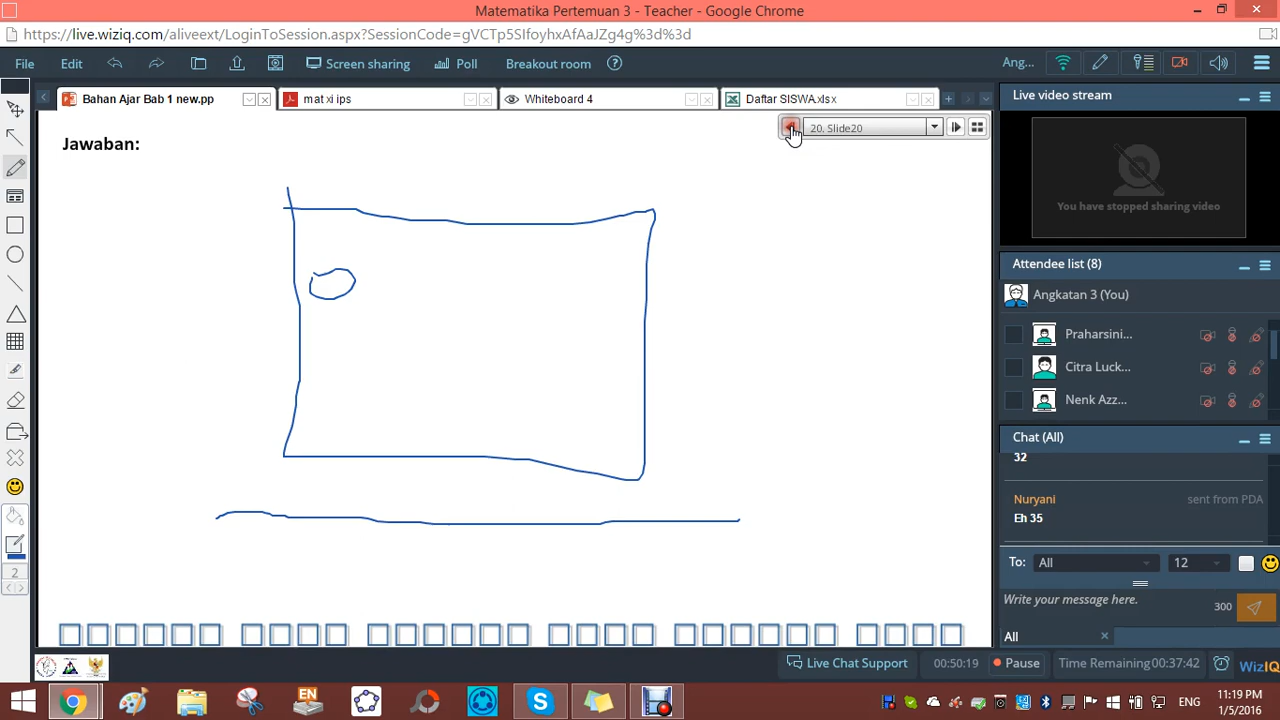 Matematika Pertemuan 3 - Teacher - Google Chrome
https://live.wiziq.com/aliveext/LoginToSession.aspx?SessionCode=gVCTp5SIfoyhxAfAaJZg4g%3d%3d
File Edit Screen sharing Poll Breakout room Ang...
Bahan Ajar Bab 1 new.pp mat xi ips Whiteboard 4 Daftar SISWA.xlsx
20. Slide20
Jawaban:
Live video stream
You have stopped sharing video
Attendee list (8)
Angkatan 3 (You)
Praharsini...
Citra Luck...
Nenk Azz...
Chat (All)
32
Nuryani sent from PDA
Eh 35
To: All 12
Write your message here. 300
All
2
Live Chat Support 00:50:19 Pause Time Remaining 00:37:42 WizIQ
EN
ENG
11:19 PM
1/5/2016